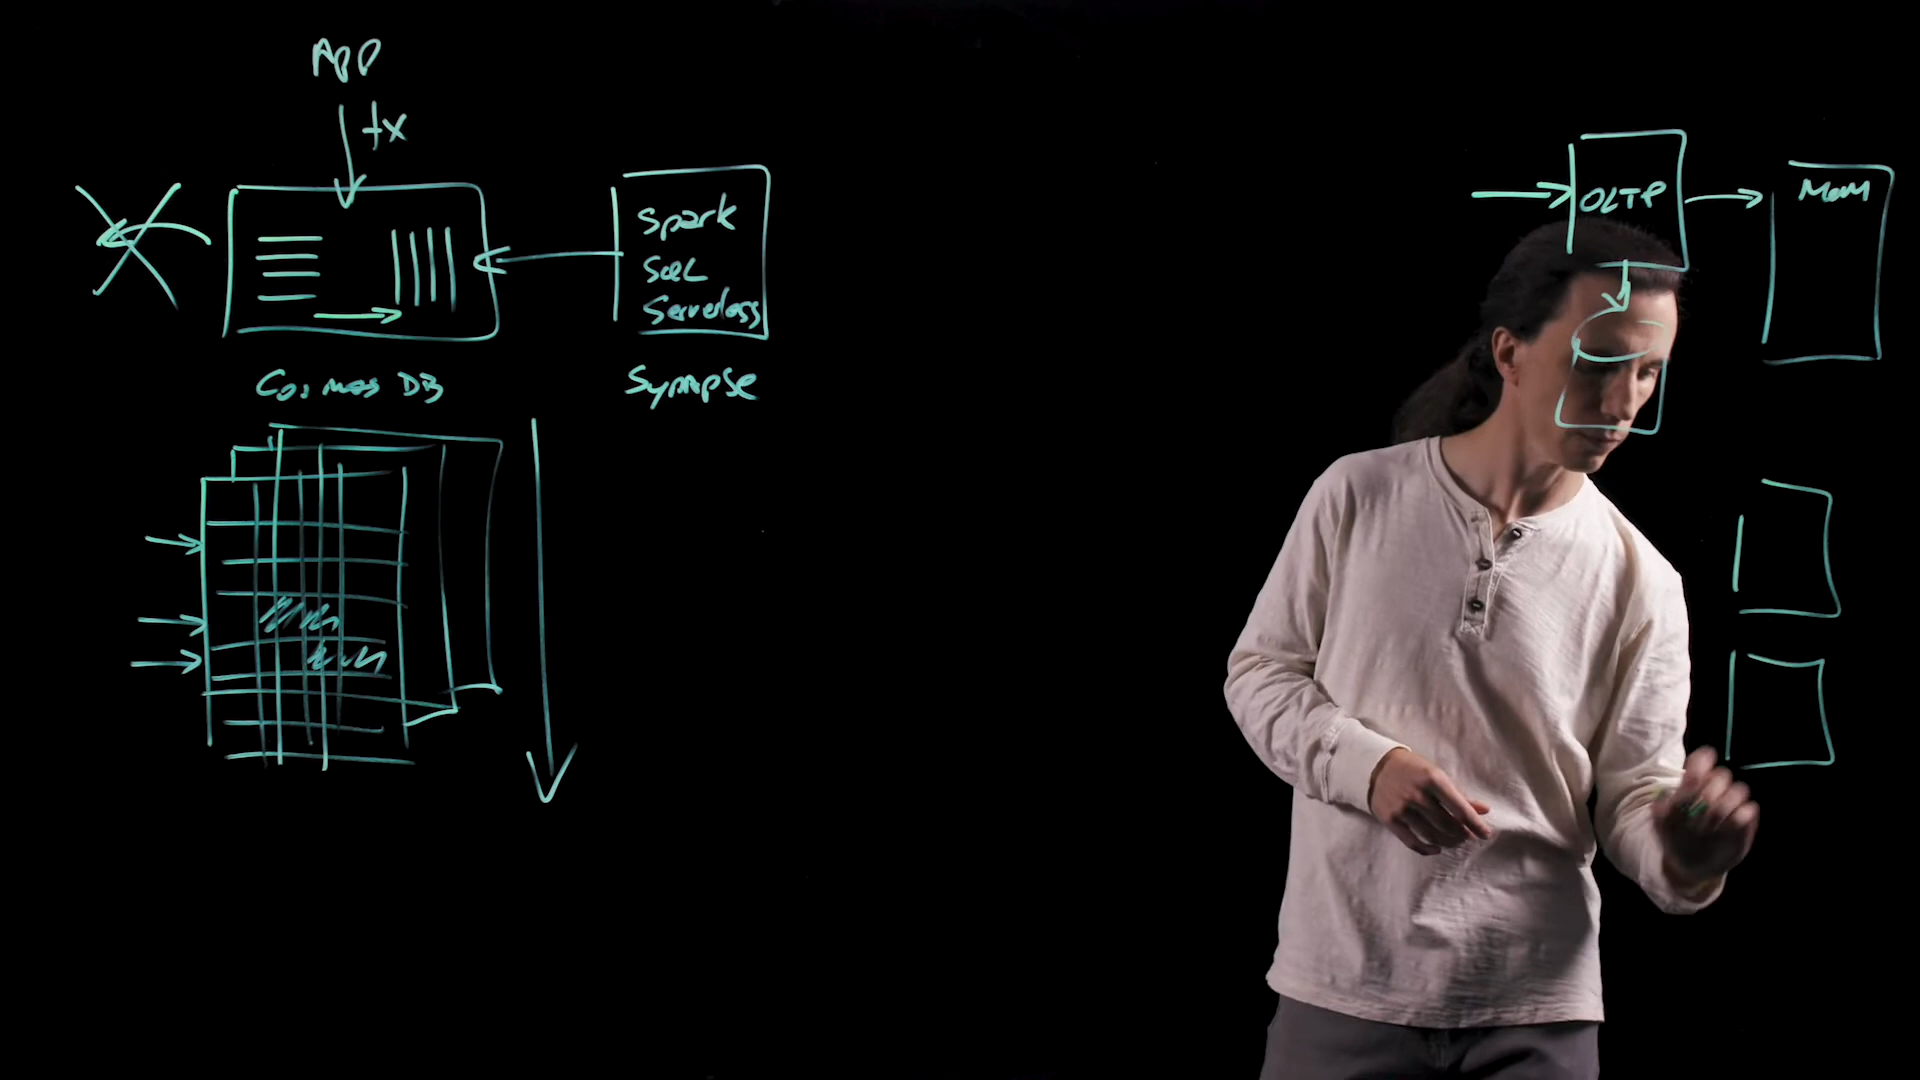 App
tx
Spark
SQL
Serverless
Cosmos DB
Synapse
OLTP
Mem